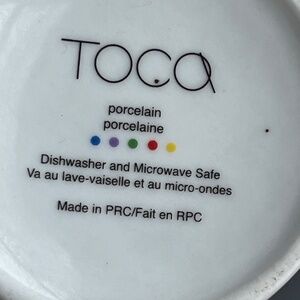 TOCA
porcelain
porcelaine
Dishwasher and Microwave Safe
Va au lave-vaiselle et au micro-ondes
Made in PRC/Fait en RPC